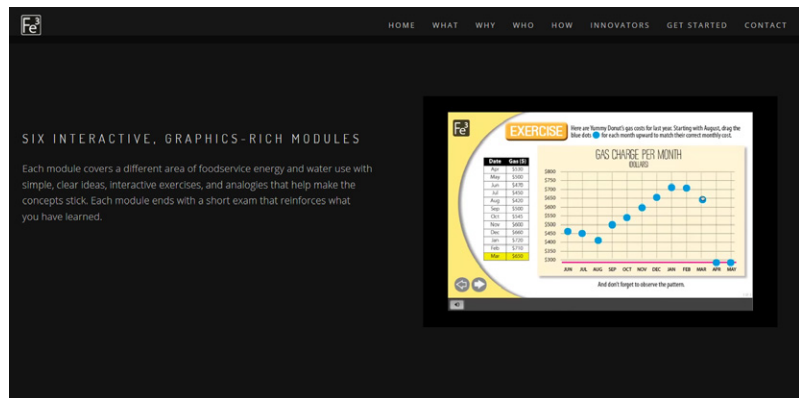 Fe3
HOME WHAT WHY WHO HOW INNOVATORS GET STARTED CONTACT
SIX INTERACTIVE, GRAPHICS-RICH MODULES
Each module covers a different area of foodservice energy and water use with
simple, clear ideas, interactive exercises, and analogies that help make the
concepts stick. Each module ends with a short exam that reinforces what
you have learned.
Fe3
EXERCISE
Here are Yummy Donut's gas costs for last year. Starting with August, drag the
blue dots for each month upward to match their correct monthly cost.
Date Gas ($)
Apr $530
May $500
Jun $470
Jul $450
Aug $420
Sep $500
Oct $545
Nov $600
Dec $660
Jan $720
Feb $710
Mar $650
GAS CHARGE PER MONTH
(DOLLARS)
$800
$750
$700
$650
$600
$550
$500
$450
$400
$350
$300
JUN JUL AUG SEP OCT NOV DEC JAN FEB MAR APR MAY
And don't forget to observe the pattern.